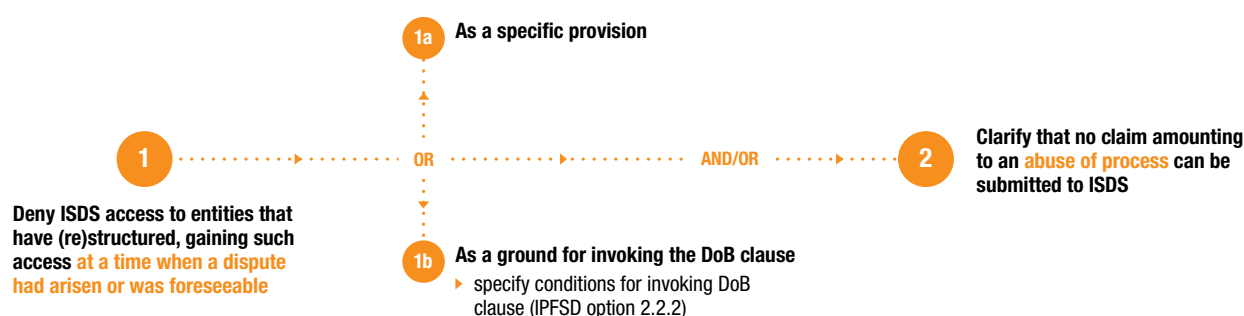 1a
As a specific provision
1
OR
AND/OR
2
Clarify that no claim amounting
to an abuse of process can be
submitted to ISDS
Deny ISDS access to entities that
have (re)structured, gaining such
access at a time when a dispute
had arisen or was foreseeable
1b
As a ground for invoking the DoB clause
specify conditions for invoking DoB
clause (IPFSD option 2.2.2)